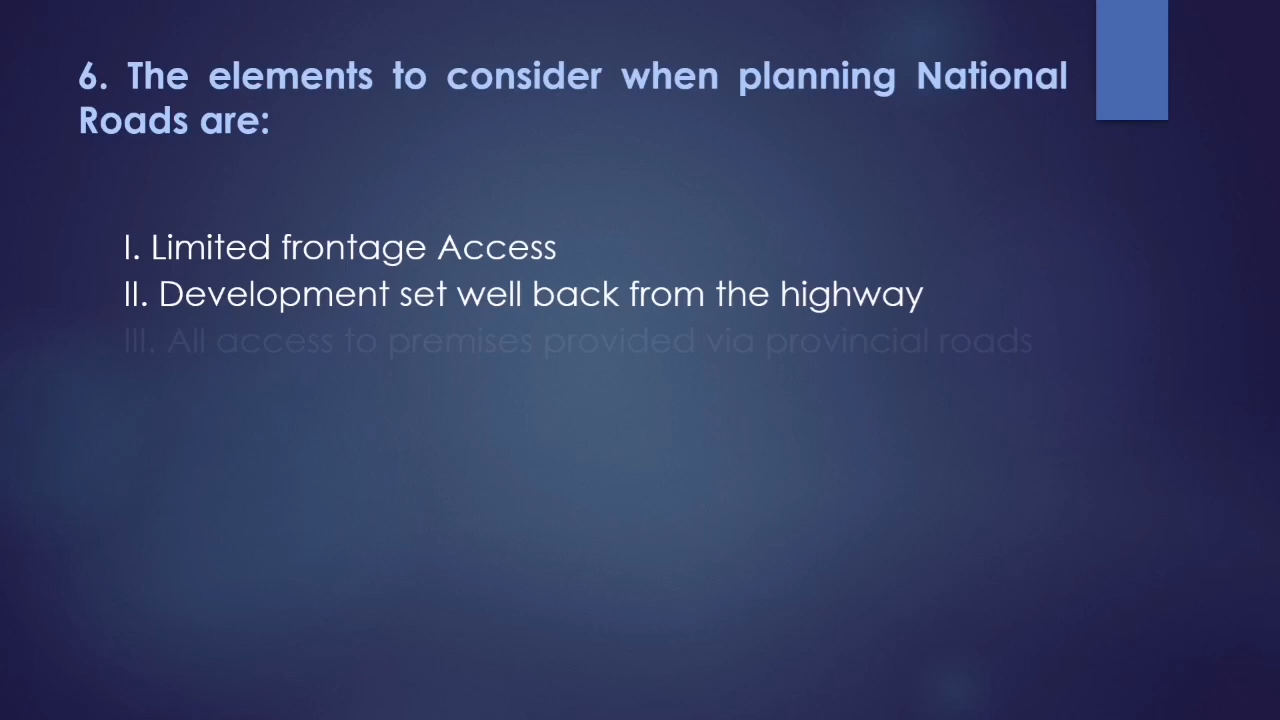 6. The elements to consider when planning National
Roads are:
I. Limited frontage Access
II. Development set well back from the highway
III. All access to premises provided via provincial roads